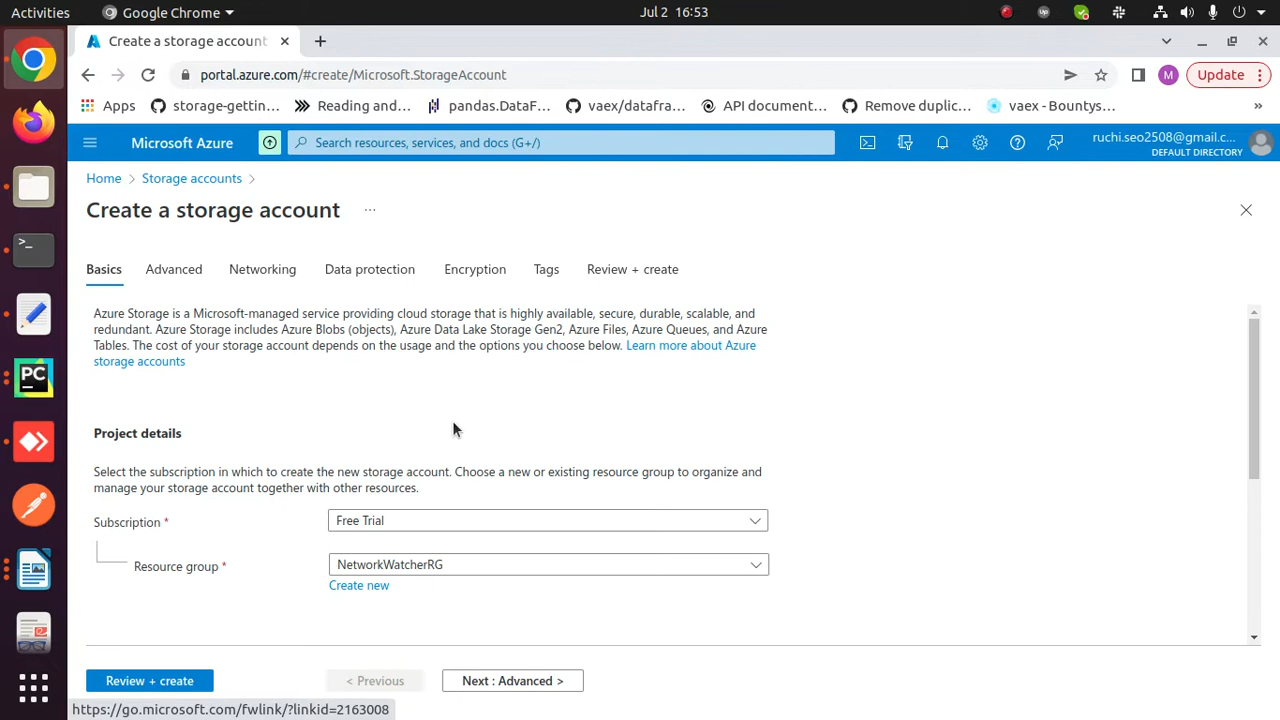 Activities
Google Chrome
Jul 2 16:53
Create a storage account
portal.azure.com/#create/Microsoft.StorageAccount
M
Update
Apps
storage-gettin...
Reading and...
pandas.DataF...
vaex/datafra...
API document...
Remove duplic...
vaex - Bountys...
»
Microsoft Azure
Search resources, services, and docs (G+/)
ruchi.seo2508@gmail.c...
DEFAULT DIRECTORY
Home > Storage accounts >
Create a storage account
...
Basics
Advanced
Networking
Data protection
Encryption
Tags
Review + create
Azure Storage is a Microsoft-managed service providing cloud storage that is highly available, secure, durable, scalable, and
redundant. Azure Storage includes Azure Blobs (objects), Azure Data Lake Storage Gen2, Azure Files, Azure Queues, and Azure
Tables. The cost of your storage account depends on the usage and the options you choose below. Learn more about Azure
storage accounts
Project details
Select the subscription in which to create the new storage account. Choose a new or existing resource group to organize and
manage your storage account together with other resources.
Subscription *
Free Trial
Resource group *
NetworkWatcherRG
Create new
Review + create
< Previous
Next : Advanced >
https://go.microsoft.com/fwlink/?linkid=2163008
PC